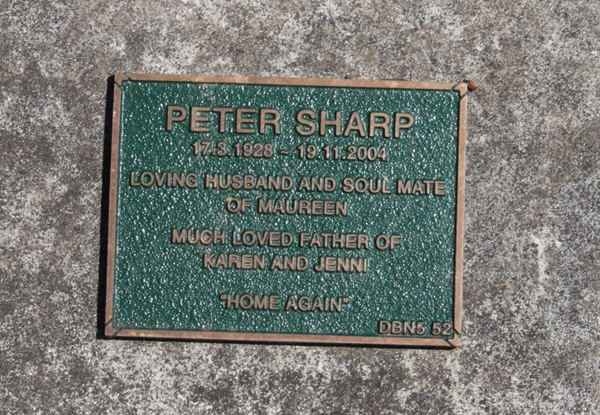 PETER SHARP
17.3.1928 - 19.11.2004
LOVING HUSBAND AND SOUL MATE
OF MAUREEN
MUCH LOVED FATHER OF
KAREN AND JENNI
"HOME AGAIN"
DBN5 52